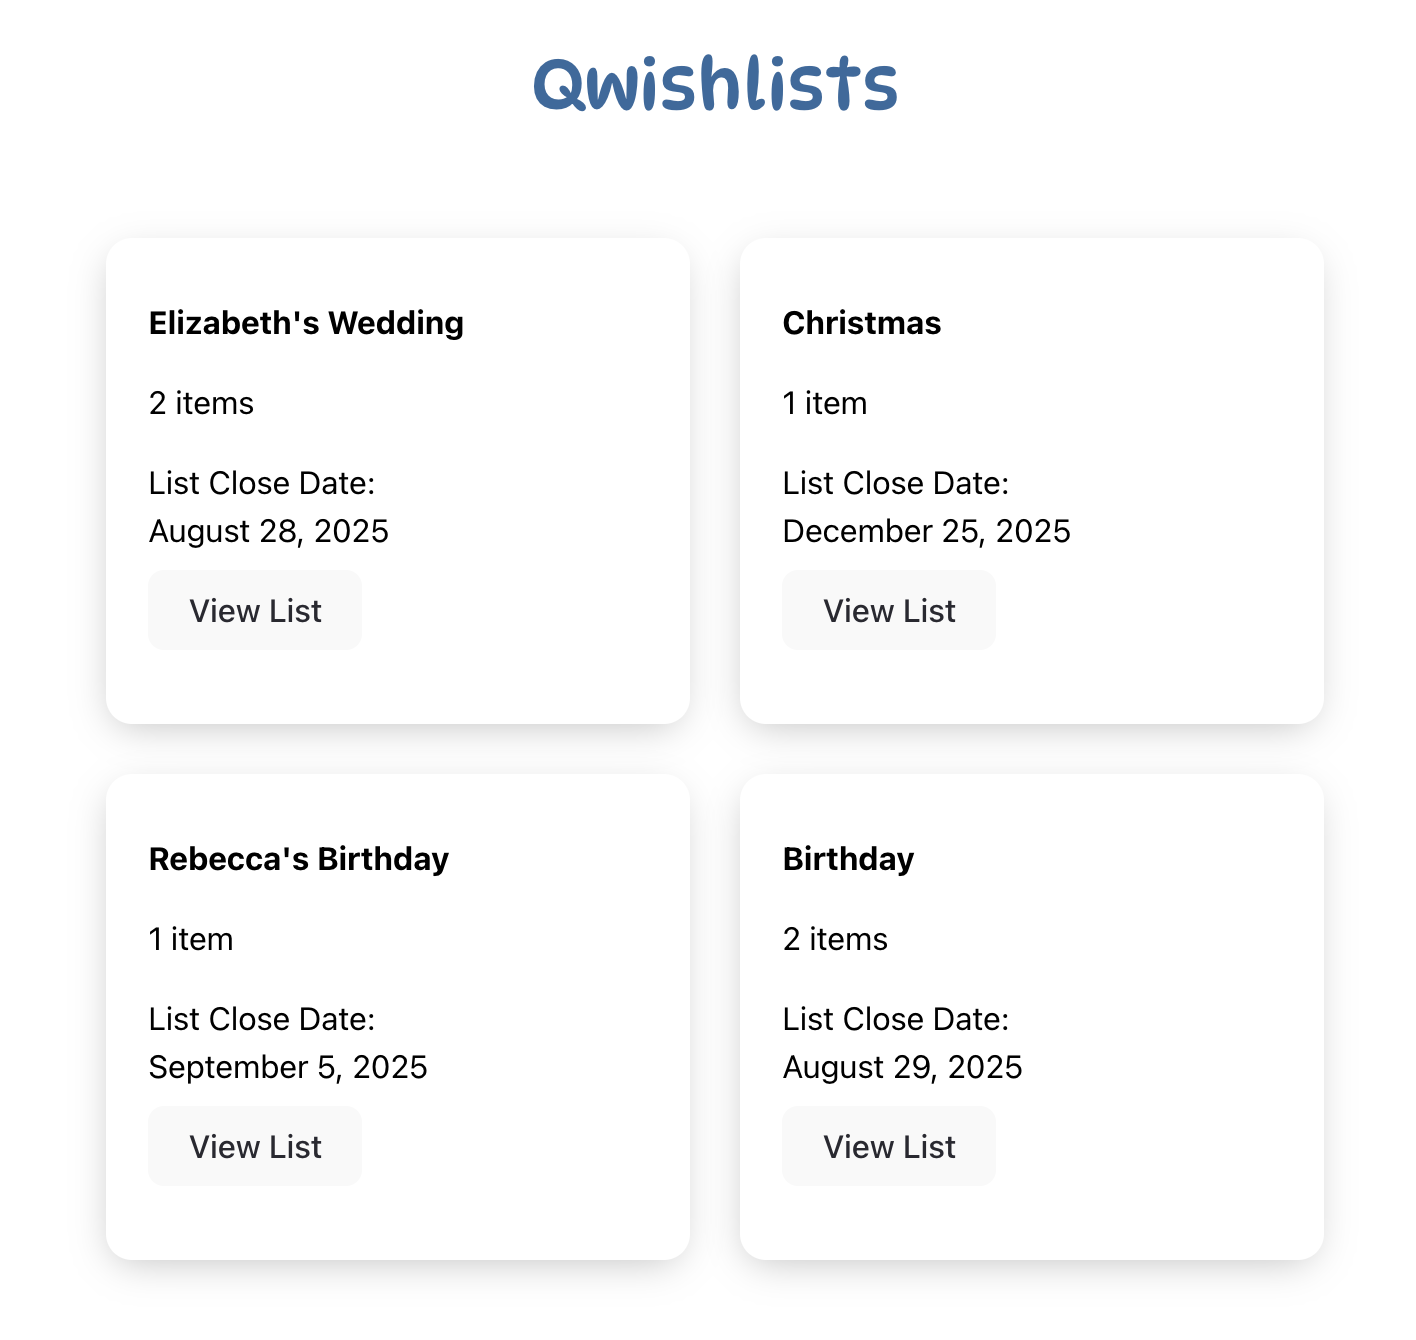 Qwishlists
Elizabeth's Wedding
2 items
List Close Date:
August 28, 2025
View List
Christmas
1 item
List Close Date:
December 25, 2025
View List
Rebecca's Birthday
1 item
List Close Date:
September 5, 2025
View List
Birthday
2 items
List Close Date:
August 29, 2025
View List